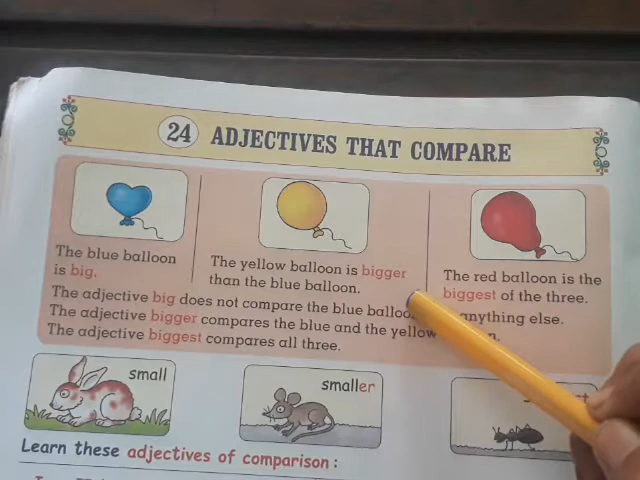 24 ADJECTIVES THAT COMPARE
The blue balloon
is big.
The yellow balloon is bigger
than the blue balloon.
The red balloon is the
biggest of the three.
The adjective big does not compare the blue anything else.
The adjective bigger compares the blue and the yellow
The adjective biggest compares all three.
small
smaller
Learn these adjectives of comparison :